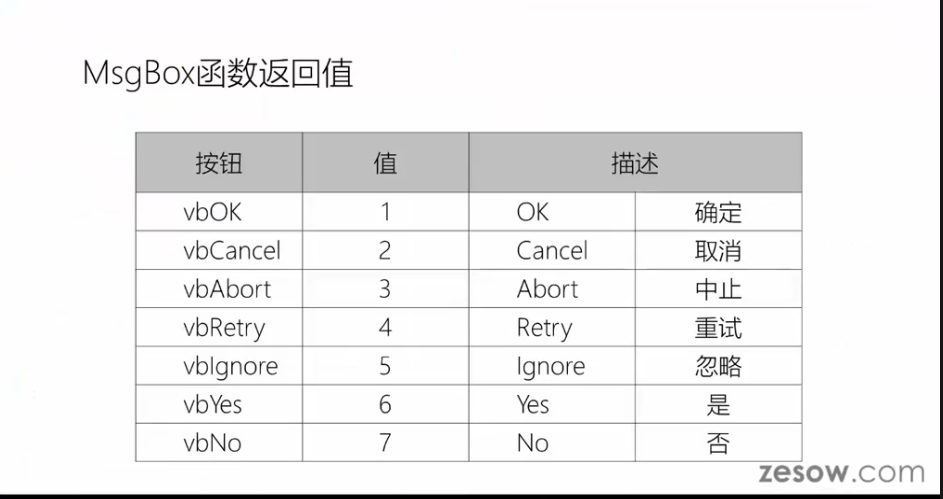 MsgBox函数返回值
按钮 值 描述
vbOK 1 OK 确定
vbCancel 2 Cancel 取消
vbAbort 3 Abort 中止
vbRetry 4 Retry 重试
vbIgnore 5 Ignore 忽略
vbYes 6 Yes 是
vbNo 7 No 否
zesow.com